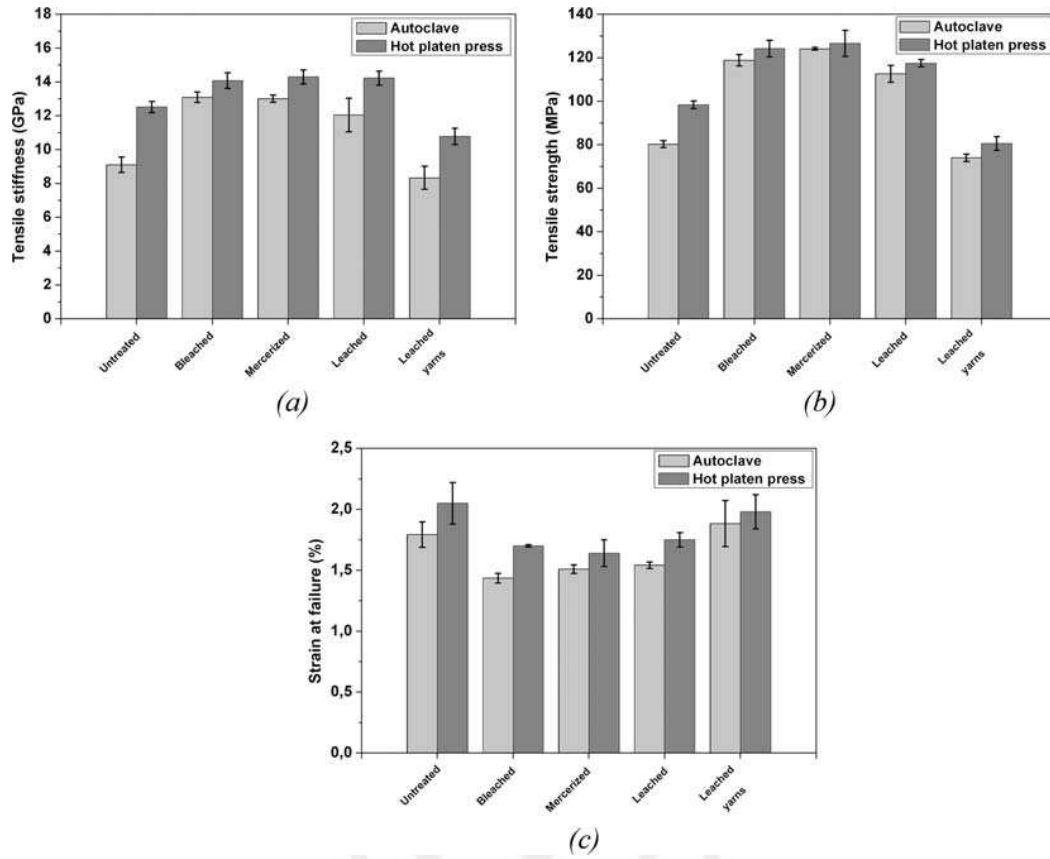 Tensile stiffness (GPa)
18
16
14
12
10
8
6
4
2
0
Autoclave
Hot platen press
Untreated
Bleached
Mercerized
Leached
Leached
yarns
(a)
Tensile strength (MPa)
140
120
100
80
60
40
20
0
Autoclave
Hot platen press
Untreated
Bleached
Mercerized
Leached
Leached
yarns
(b)
Strain at failure (%)
2,5
2,0
1,5
1,0
0,5
0,0
Autoclave
Hot platen press
Untreated
Bleached
Mercerized
Leached
Leached
yarns
(c)